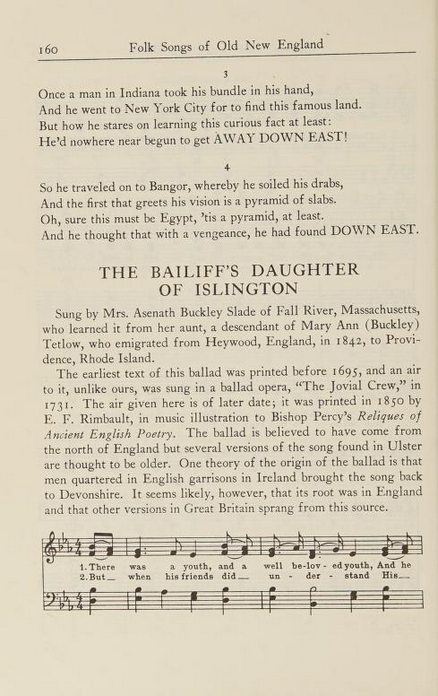 160 Folk Songs of Old New England
3
Once a man in Indiana took his bundle in his hand,
And he went to New York City for to find this famous land.
But how he stares on learning this curious fact at least:
He'd nowhere near begun to get AWAY DOWN EAST!
4
So he traveled on to Bangor, whereby he soiled his drabs,
And the first that greets his vision is a pyramid of slabs.
Oh, sure this must be Egypt, 'tis a pyramid, at least.
And he thought that with a vengeance, he had found DOWN EAST.
THE BAILIFF'S DAUGHTER
OF ISLINGTON
Sung by Mrs. Asenath Buckley Slade of Fall River, Massachusetts,
who learned it from her aunt, a descendant of Mary Ann (Buckley)
Tetlow, who emigrated from Heywood, England, in 1842, to Provi-
dence, Rhode Island.
The earliest text of this ballad was printed before 1695, and an air
to it, unlike ours, was sung in a ballad opera, "The Jovial Crew," in
1731. The air given here is of later date; it was printed in 1850 by
E. F. Rimbault, in music illustration to Bishop Percy's Reliques of
Ancient English Poetry. The ballad is believed to have come from
the north of England but several versions of the song found in Ulster
are thought to be older. One theory of the origin of the ballad is that
men quartered in English garrisons in Ireland brought the song back
to Devonshire. It seems likely, however, that its root was in England
and that other versions in Great Britain sprang from this source.
1. There was a youth, and a well be-lov-ed youth, And he
2. But_ when his friends did_ un - der - stand His_